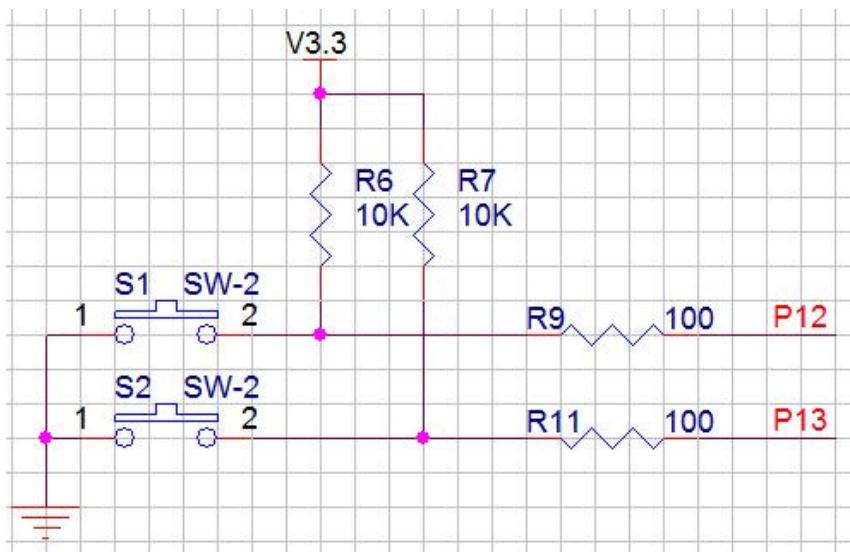 V3.3
R6 R7
10K 10K
S1 SW-2
1 2 R9 100 P12
S2 SW-2
1 2 R11 100 P13